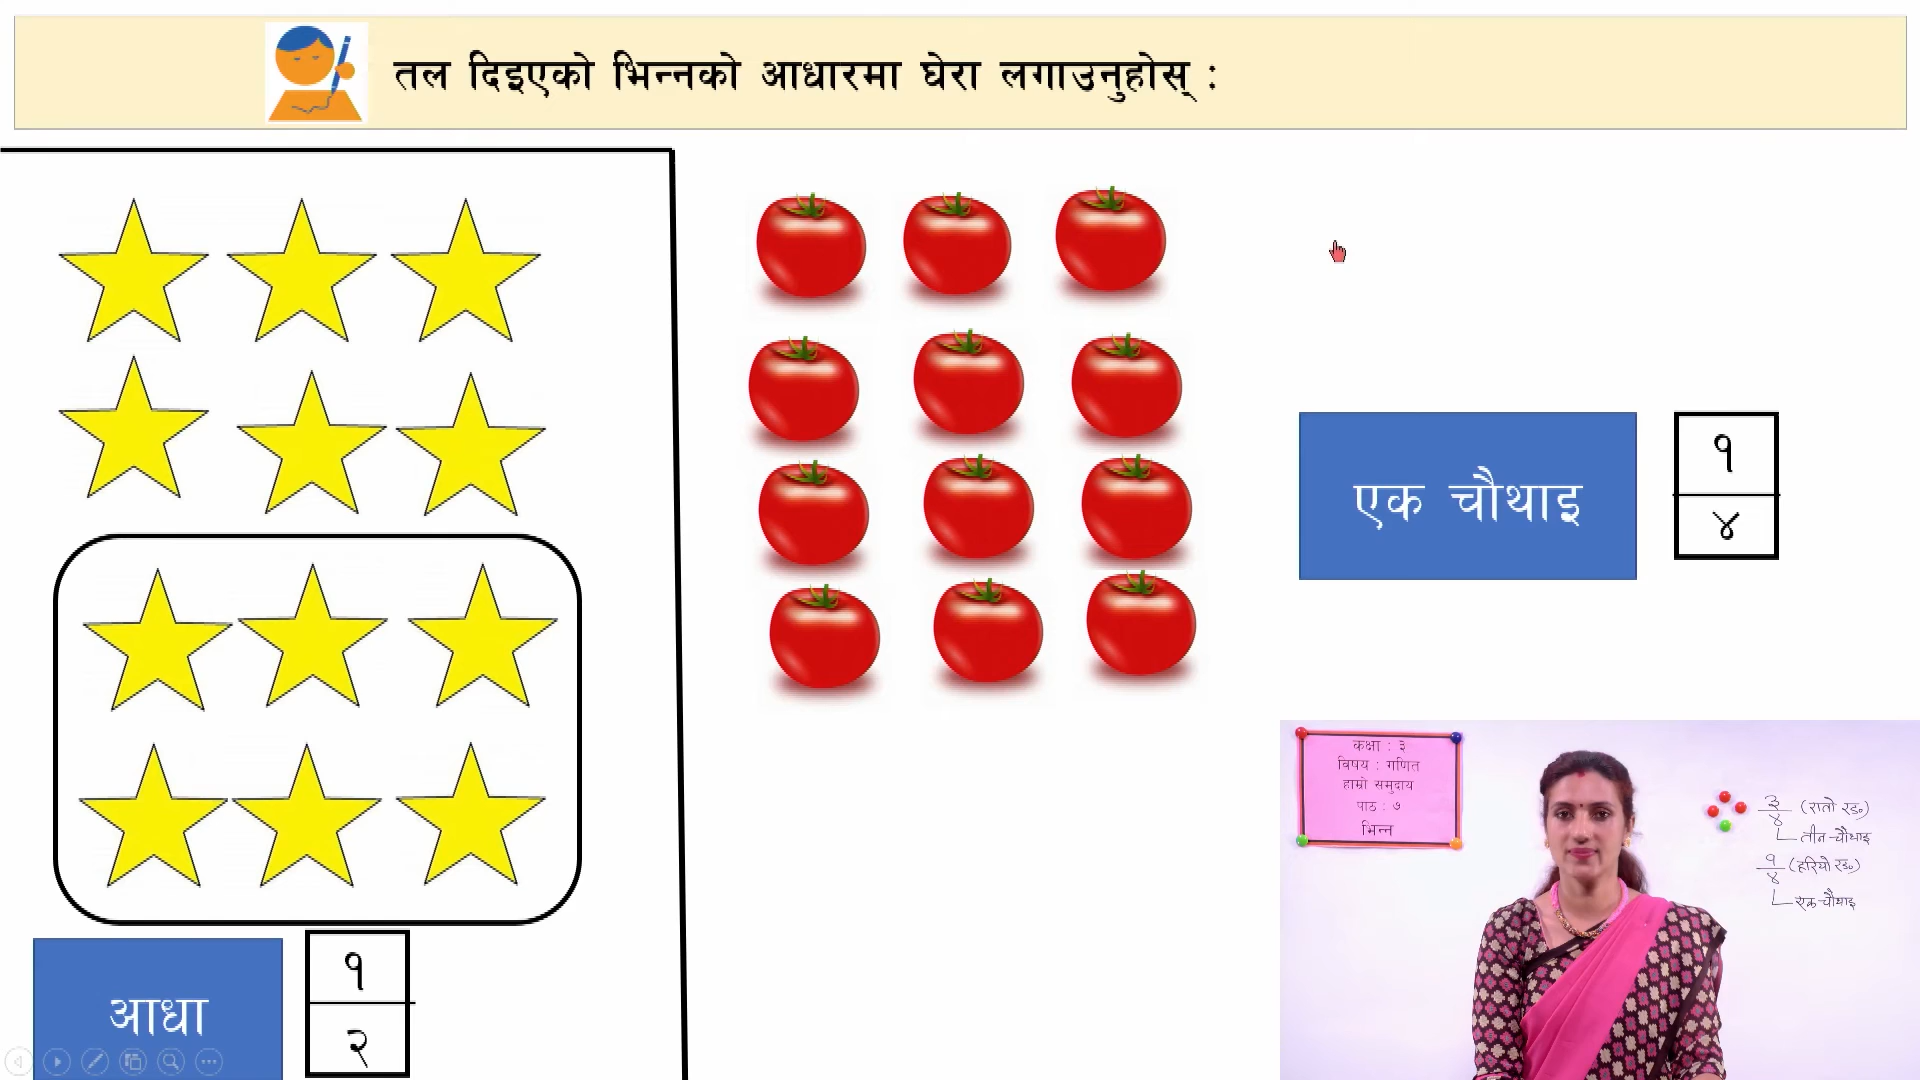 तल दिइएको भिन्नको आधारमा घेरा लगाउनुहोस् :
आधा
१
२
एक चौथाइ
१
४
कक्षा : ३
विषय : गणित
हाम्रो समुदाय
पाठ : ७
भिन्न
३/४ (रातो रङ)
तीन-चौथाइ
१/४ (हरियो रङ)
एक-चौथाइ